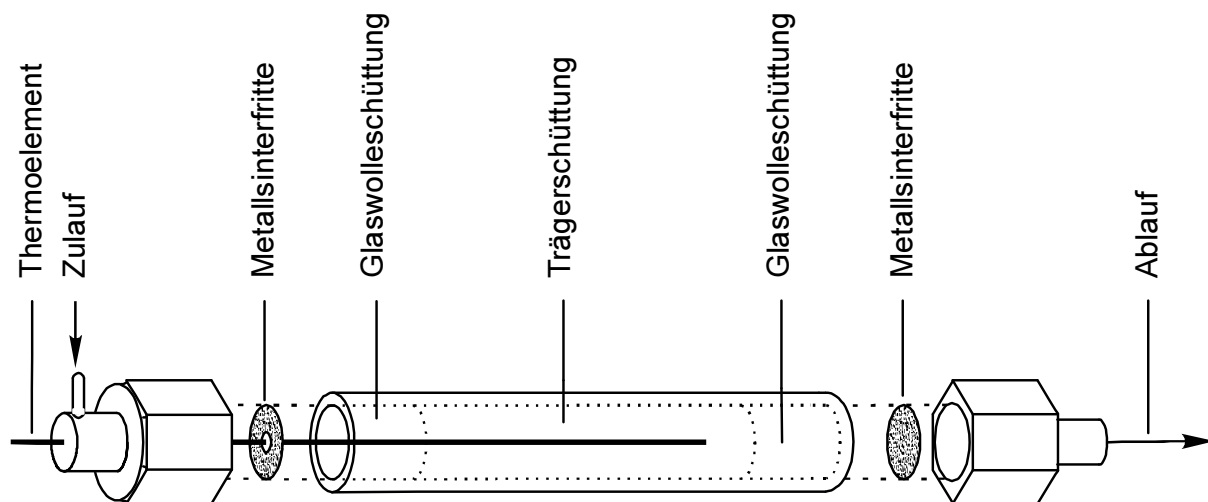 Thermoelement
Zulauf
Metallsinterfritte
Glaswolleschüttung
Trägerschüttung
Glaswolleschüttung
Metallsinterfritte
Ablauf